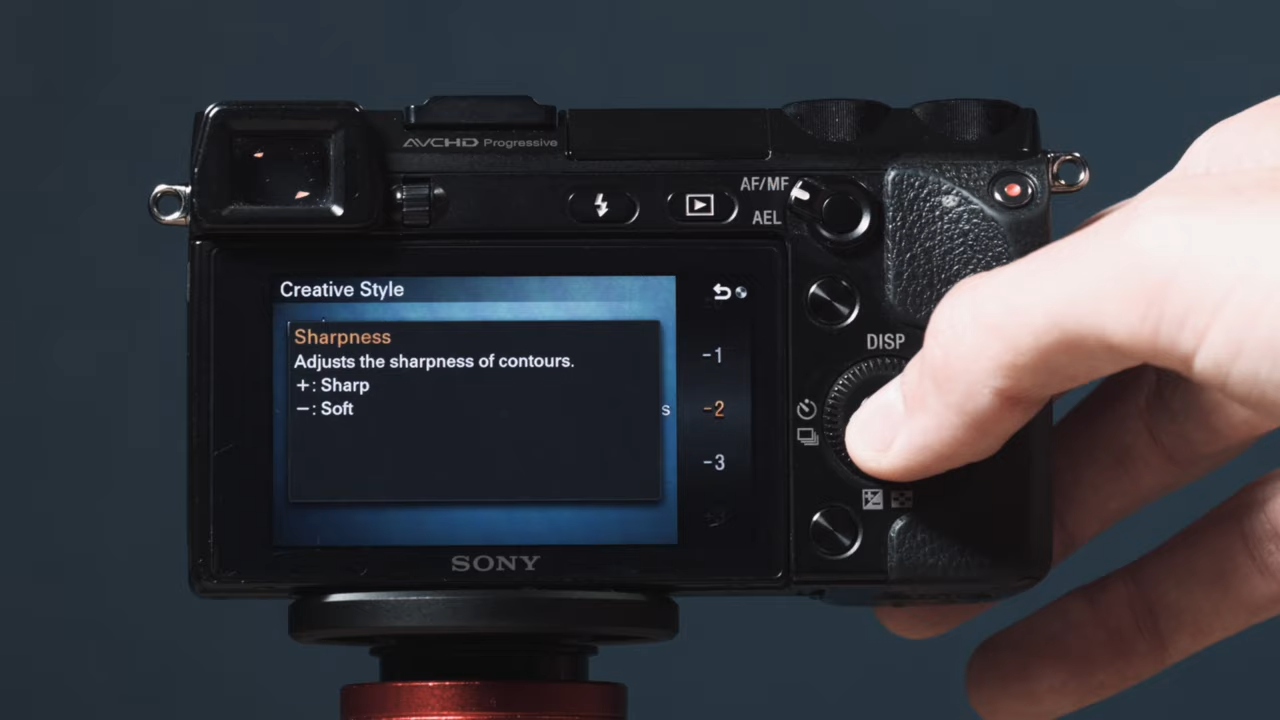 AVCHD Progressive
AF/MF
AEL
Creative Style
Sharpness
Adjusts the sharpness of contours.
+: Sharp
−: Soft
s
-1
-2
-3
DISP
SONY